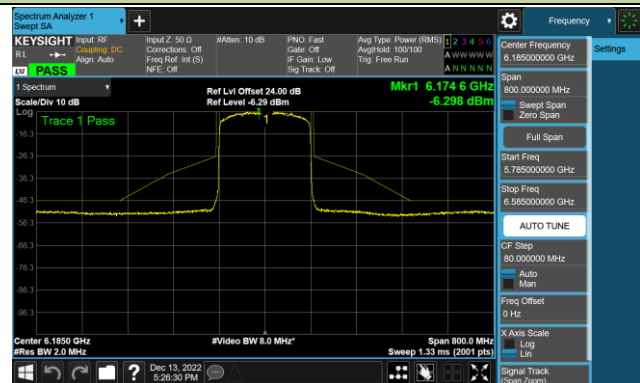 Spectrum Analyzer 1
Swept SA
Frequency
KEYSIGHT
Input: RF
Input Z: 50 Ω
#Atten: 10 dB
PNO: Fast
Avg Type: Power (RMS)
1 2 3 4 5 6
RL
Coupling: DC
Corrections: Off
Gate: Off
Avg|Hold: 100/100
A W W W W W
Align: Auto
Freq Ref: Int (S)
IF Gain: Low
Trig: Free Run
LW PASS
NFE: Off
Sig Track: Off
A N N N N N
1 Spectrum
Ref Lvl Offset 24.00 dB
Mkr1 6.174 6 GHz
Scale/Div 10 dB
Ref Level -6.29 dBm
-6.298 dBm
Log
Trace 1 Pass
1
-16.3
-26.3
-36.3
-46.3
-56.3
-66.3
-76.3
-86.3
-96.3
Center 6.1850 GHz
#Video BW 8.0 MHz*
Span 800.0 MHz
#Res BW 2.0 MHz
Sweep 1.33 ms (2001 pts)
Dec 13, 2022
5:26:30 PM
Center Frequency
6.185000000 GHz
Settings
Span
800.000000 MHz
Swept Span
Zero Span
Full Span
Start Freq
5.785000000 GHz
Stop Freq
6.585000000 GHz
AUTO TUNE
CF Step
80.000000 MHz
Auto
Man
Freq Offset
0 Hz
X Axis Scale
Log
Lin
Signal Track
(Span Zoom)